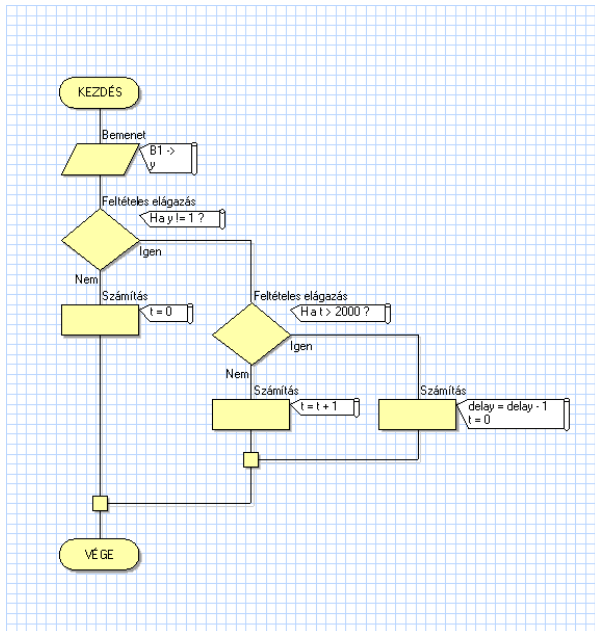 KEZDÉS
Bemenet
B1 ->
y
Feltételes elágazás
Ha y != 1 ?
Igen
Nem
Számítás
t = 0
Feltételes elágazás
Ha t > 2000 ?
Igen
Nem
Számítás
t = t + 1
Számítás
delay = delay - 1
t = 0
VÉGE